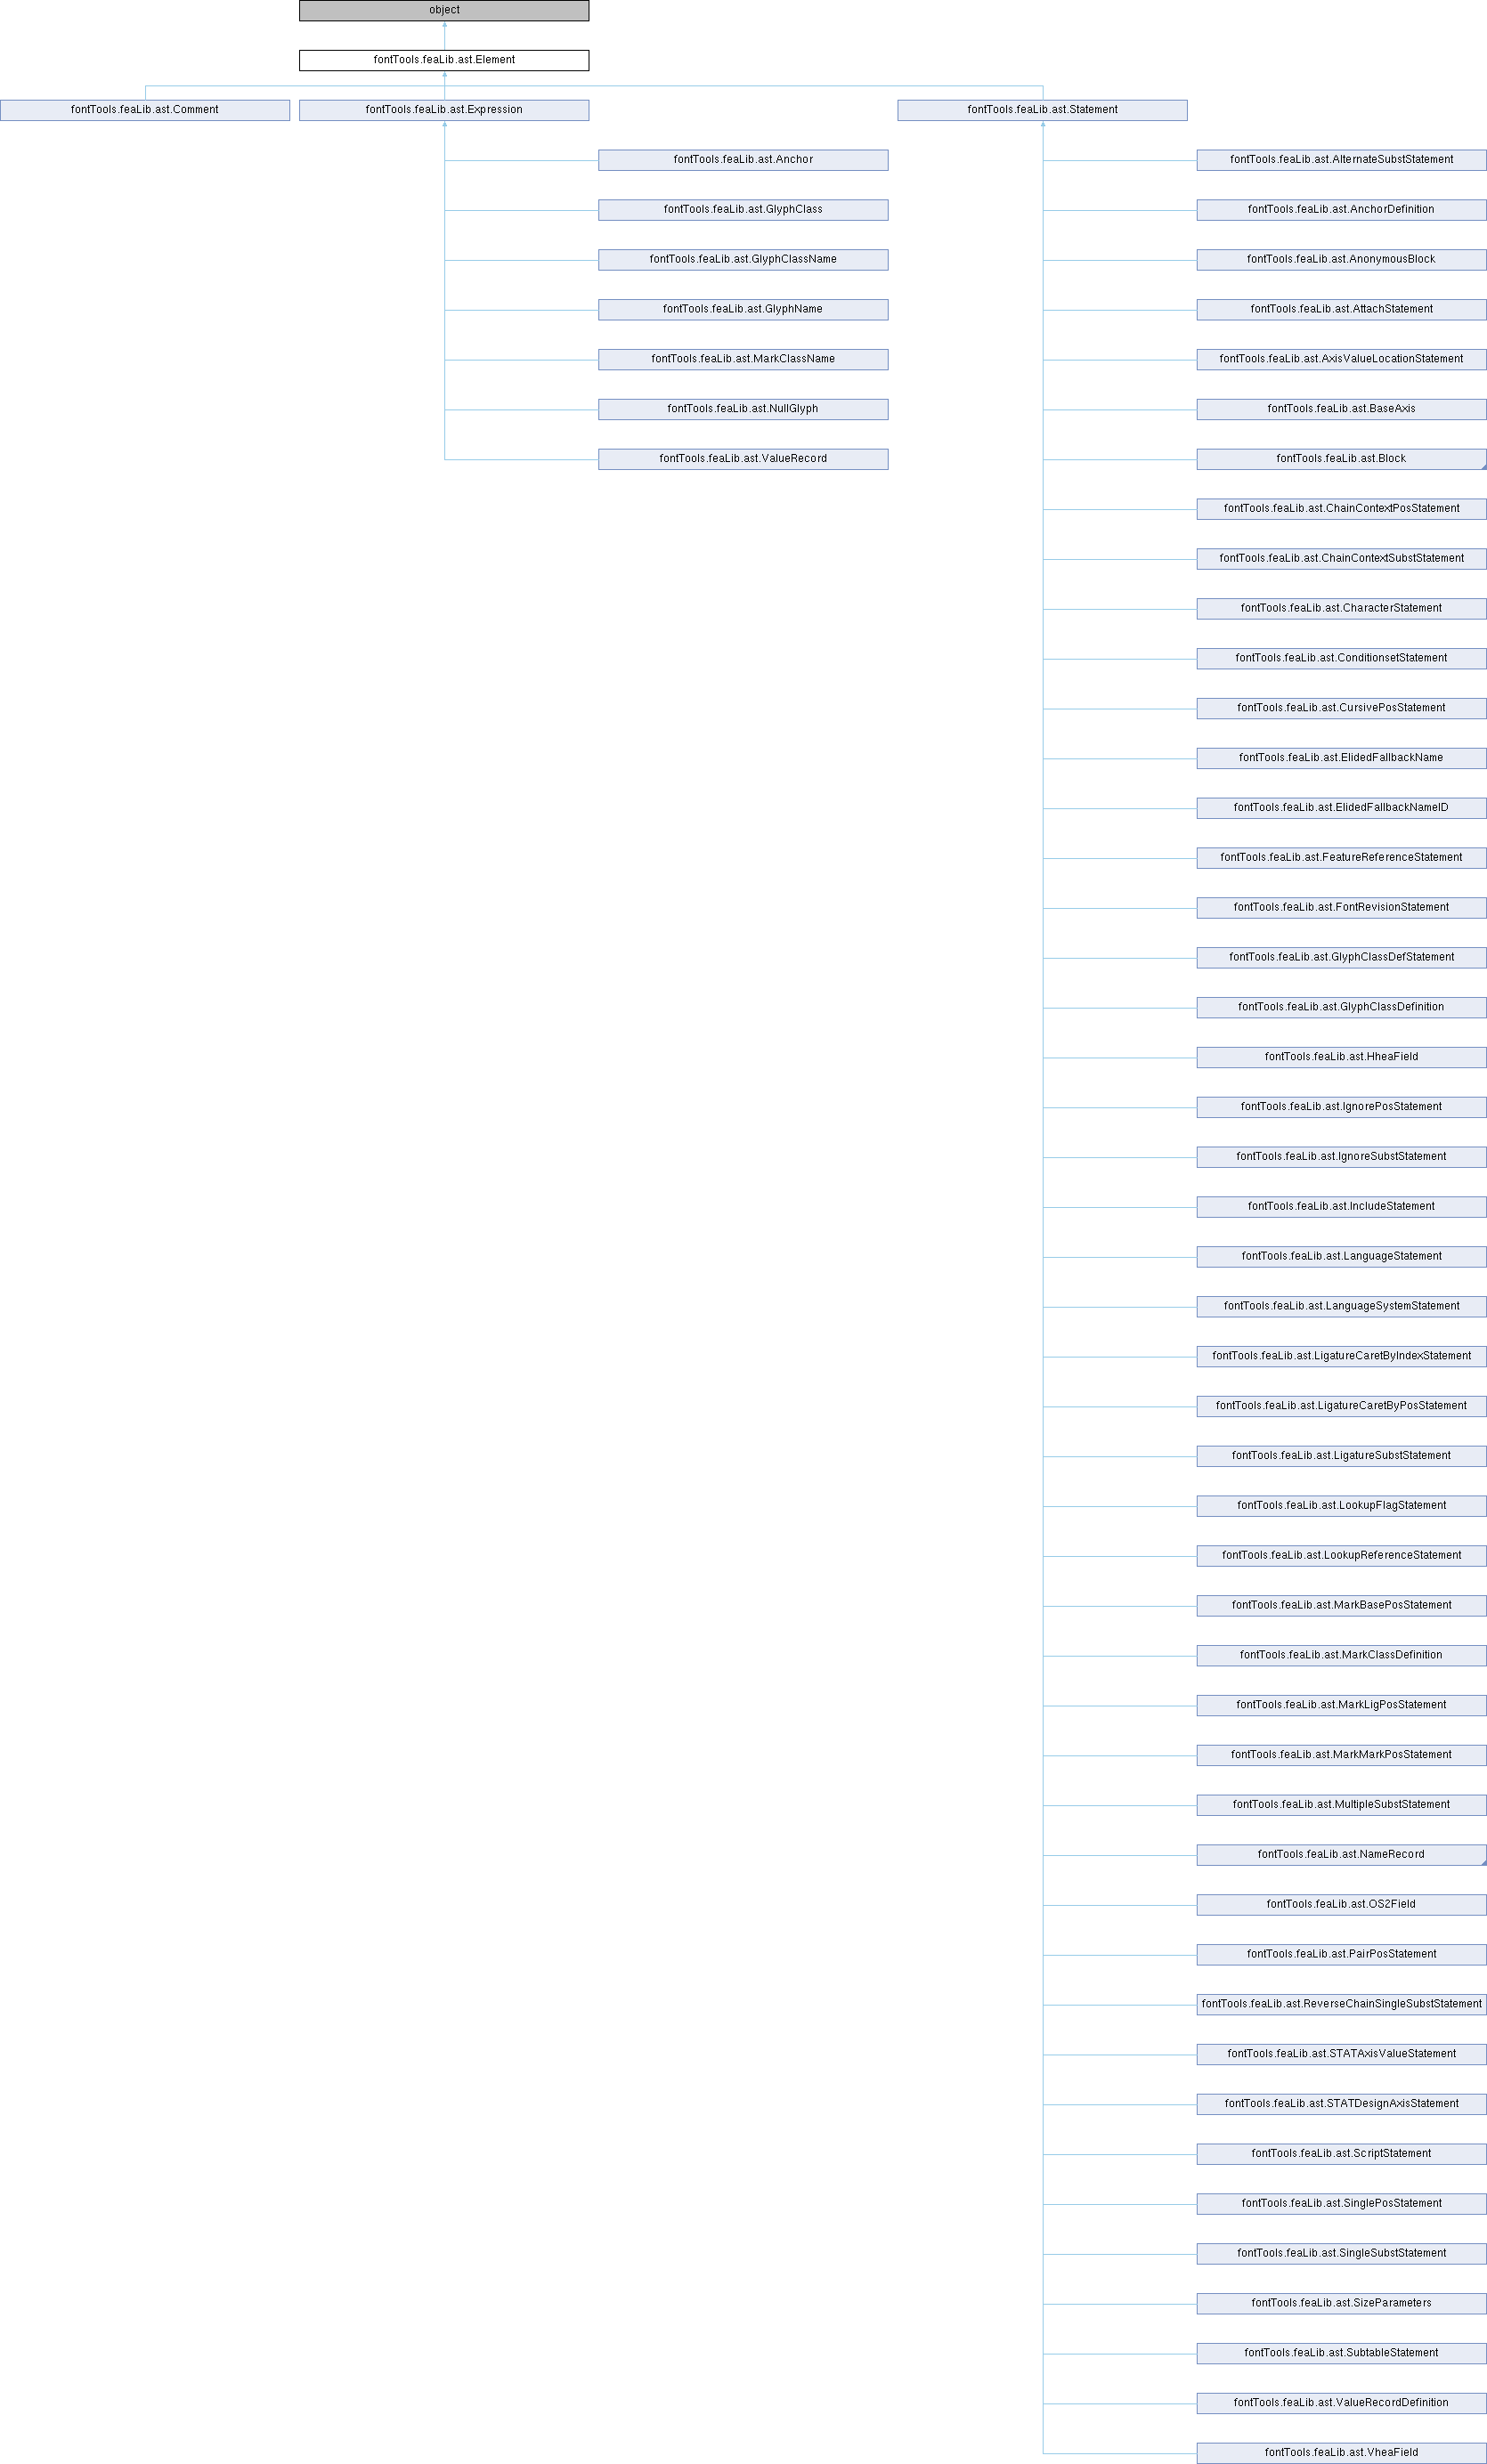 object
fontTools.feaLib.ast.Element
fontTools.feaLib.ast.Comment
fontTools.feaLib.ast.Expression
fontTools.feaLib.ast.Statement
fontTools.feaLib.ast.Anchor
fontTools.feaLib.ast.AlternateSubstStatement
fontTools.feaLib.ast.GlyphClass
fontTools.feaLib.ast.AnchorDefinition
fontTools.feaLib.ast.GlyphClassName
fontTools.feaLib.ast.AnonymousBlock
fontTools.feaLib.ast.GlyphName
fontTools.feaLib.ast.AttachStatement
fontTools.feaLib.ast.MarkClassName
fontTools.feaLib.ast.AxisValueLocationStatement
fontTools.feaLib.ast.NullGlyph
fontTools.feaLib.ast.BaseAxis
fontTools.feaLib.ast.ValueRecord
fontTools.feaLib.ast.Block
fontTools.feaLib.ast.ChainContextPosStatement
fontTools.feaLib.ast.ChainContextSubstStatement
fontTools.feaLib.ast.CharacterStatement
fontTools.feaLib.ast.ConditionsetStatement
fontTools.feaLib.ast.CursivePosStatement
fontTools.feaLib.ast.ElidedFallbackName
fontTools.feaLib.ast.ElidedFallbackNameID
fontTools.feaLib.ast.FeatureReferenceStatement
fontTools.feaLib.ast.FontRevisionStatement
fontTools.feaLib.ast.GlyphClassDefStatement
fontTools.feaLib.ast.GlyphClassDefinition
fontTools.feaLib.ast.HheaField
fontTools.feaLib.ast.IgnorePosStatement
fontTools.feaLib.ast.IgnoreSubstStatement
fontTools.feaLib.ast.IncludeStatement
fontTools.feaLib.ast.LanguageStatement
fontTools.feaLib.ast.LanguageSystemStatement
fontTools.feaLib.ast.LigatureCaretByIndexStatement
fontTools.feaLib.ast.LigatureCaretByPosStatement
fontTools.feaLib.ast.LigatureSubstStatement
fontTools.feaLib.ast.LookupFlagStatement
fontTools.feaLib.ast.LookupReferenceStatement
fontTools.feaLib.ast.MarkBasePosStatement
fontTools.feaLib.ast.MarkClassDefinition
fontTools.feaLib.ast.MarkLigPosStatement
fontTools.feaLib.ast.MarkMarkPosStatement
fontTools.feaLib.ast.MultipleSubstStatement
fontTools.feaLib.ast.NameRecord
fontTools.feaLib.ast.OS2Field
fontTools.feaLib.ast.PairPosStatement
fontTools.feaLib.ast.ReverseChainSingleSubstStatement
fontTools.feaLib.ast.STATAxisValueStatement
fontTools.feaLib.ast.STATDesignAxisStatement
fontTools.feaLib.ast.ScriptStatement
fontTools.feaLib.ast.SinglePosStatement
fontTools.feaLib.ast.SingleSubstStatement
fontTools.feaLib.ast.SizeParameters
fontTools.feaLib.ast.SubtableStatement
fontTools.feaLib.ast.ValueRecordDefinition
fontTools.feaLib.ast.VheaField